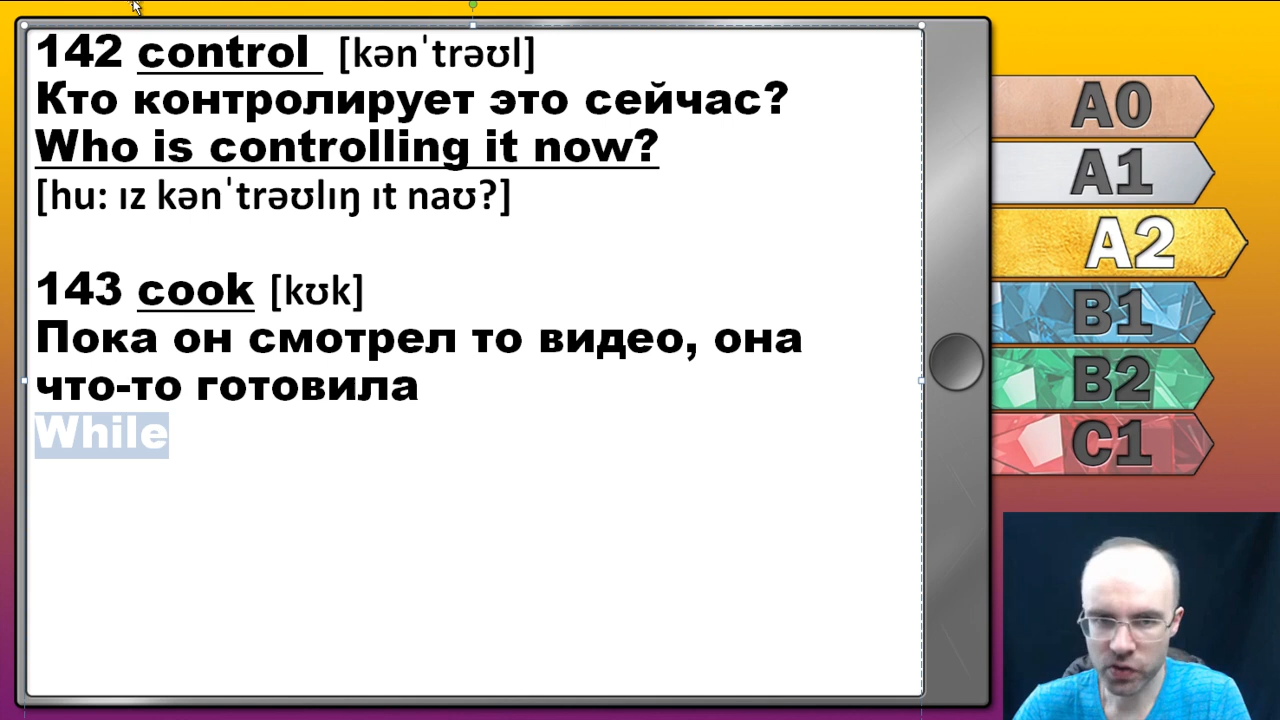 142 control [kənˈtrəʊl]
Кто контролирует это сейчас?
Who is controlling it now?
[hu: ɪz kənˈtrəʊlɪŋ ɪt naʊ?]
143 cook [kʊk]
Пока он смотрел то видео, она
что-то готовила
While
A0
A1
A2
B1
B2
C1